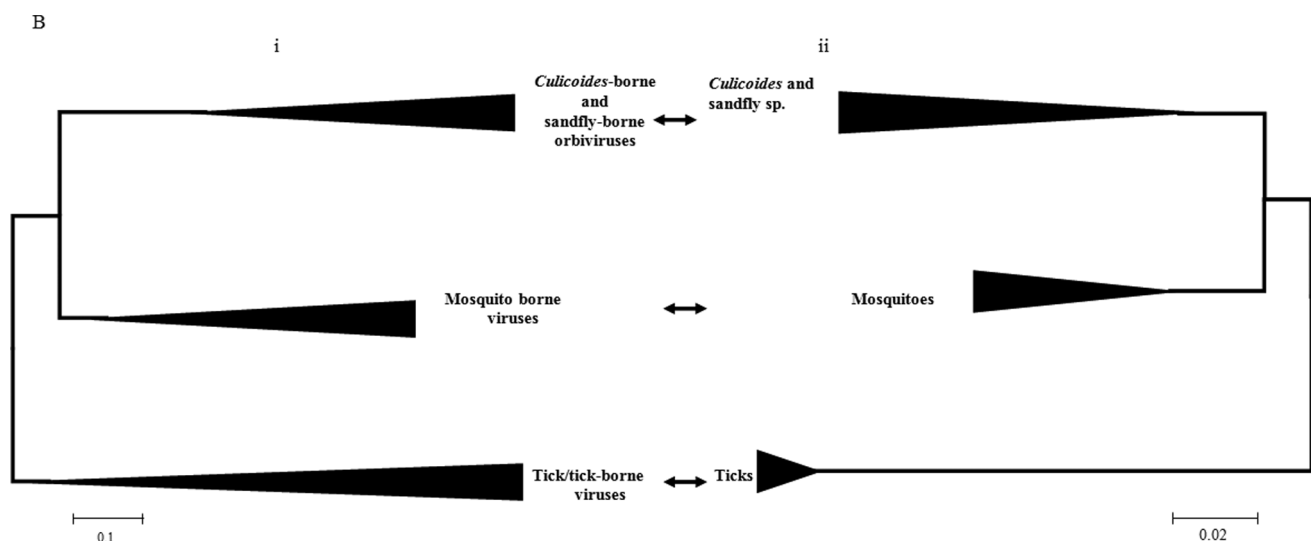 B
i
ii
Culicoides-borne
and
sandfly-borne
orbiviruses
Culicoides and
sandfly sp.
Mosquito borne
viruses
Mosquitoes
Tick/tick-borne
viruses
Ticks
0.1
0.02